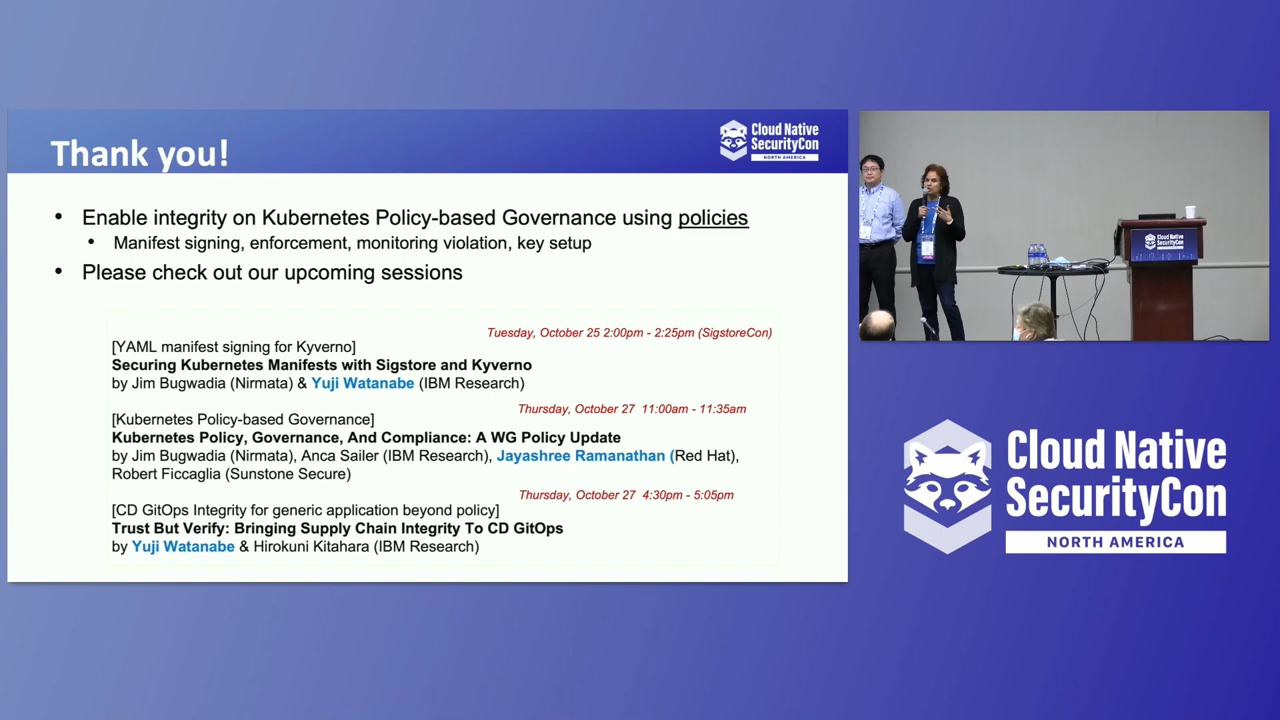 Thank you!
Cloud Native
SecurityCon
NORTH AMERICA
• Enable integrity on Kubernetes Policy-based Governance using policies
• Manifest signing, enforcement, monitoring violation, key setup
• Please check out our upcoming sessions
Tuesday, October 25 2:00pm - 2:25pm (SigstoreCon)
[YAML manifest signing for Kyverno]
Securing Kubernetes Manifests with Sigstore and Kyverno
by Jim Bugwadia (Nirmata) & Yuji Watanabe (IBM Research)
Thursday, October 27 11:00am - 11:35am
[Kubernetes Policy-based Governance]
Kubernetes Policy, Governance, And Compliance: A WG Policy Update
by Jim Bugwadia (Nirmata), Anca Sailer (IBM Research), Jayashree Ramanathan (Red Hat),
Robert Ficcaglia (Sunstone Secure)
Thursday, October 27 4:30pm - 5:05pm
[CD GitOps Integrity for generic application beyond policy]
Trust But Verify: Bringing Supply Chain Integrity To CD GitOps
by Yuji Watanabe & Hirokuni Kitahara (IBM Research)
Cloud Native
SecurityCon
Cloud Native
SecurityCon
NORTH AMERICA